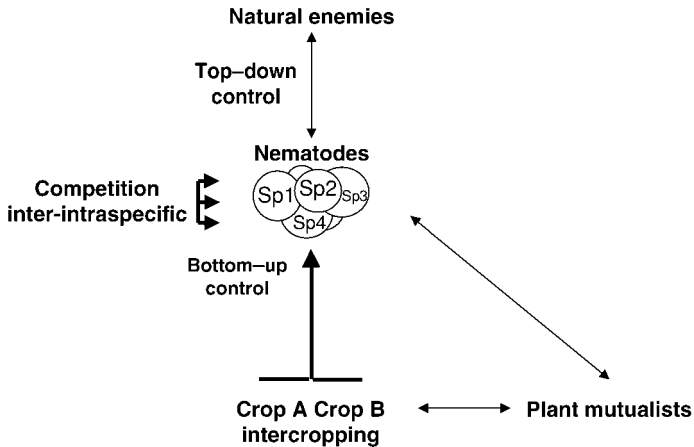 Natural enemies
Top–down
control
Nematodes
Competition
inter-intraspecific
Sp1 Sp2 Sp3
Sp4
Bottom–up
control
Crop A Crop B
intercropping
Plant mutualists